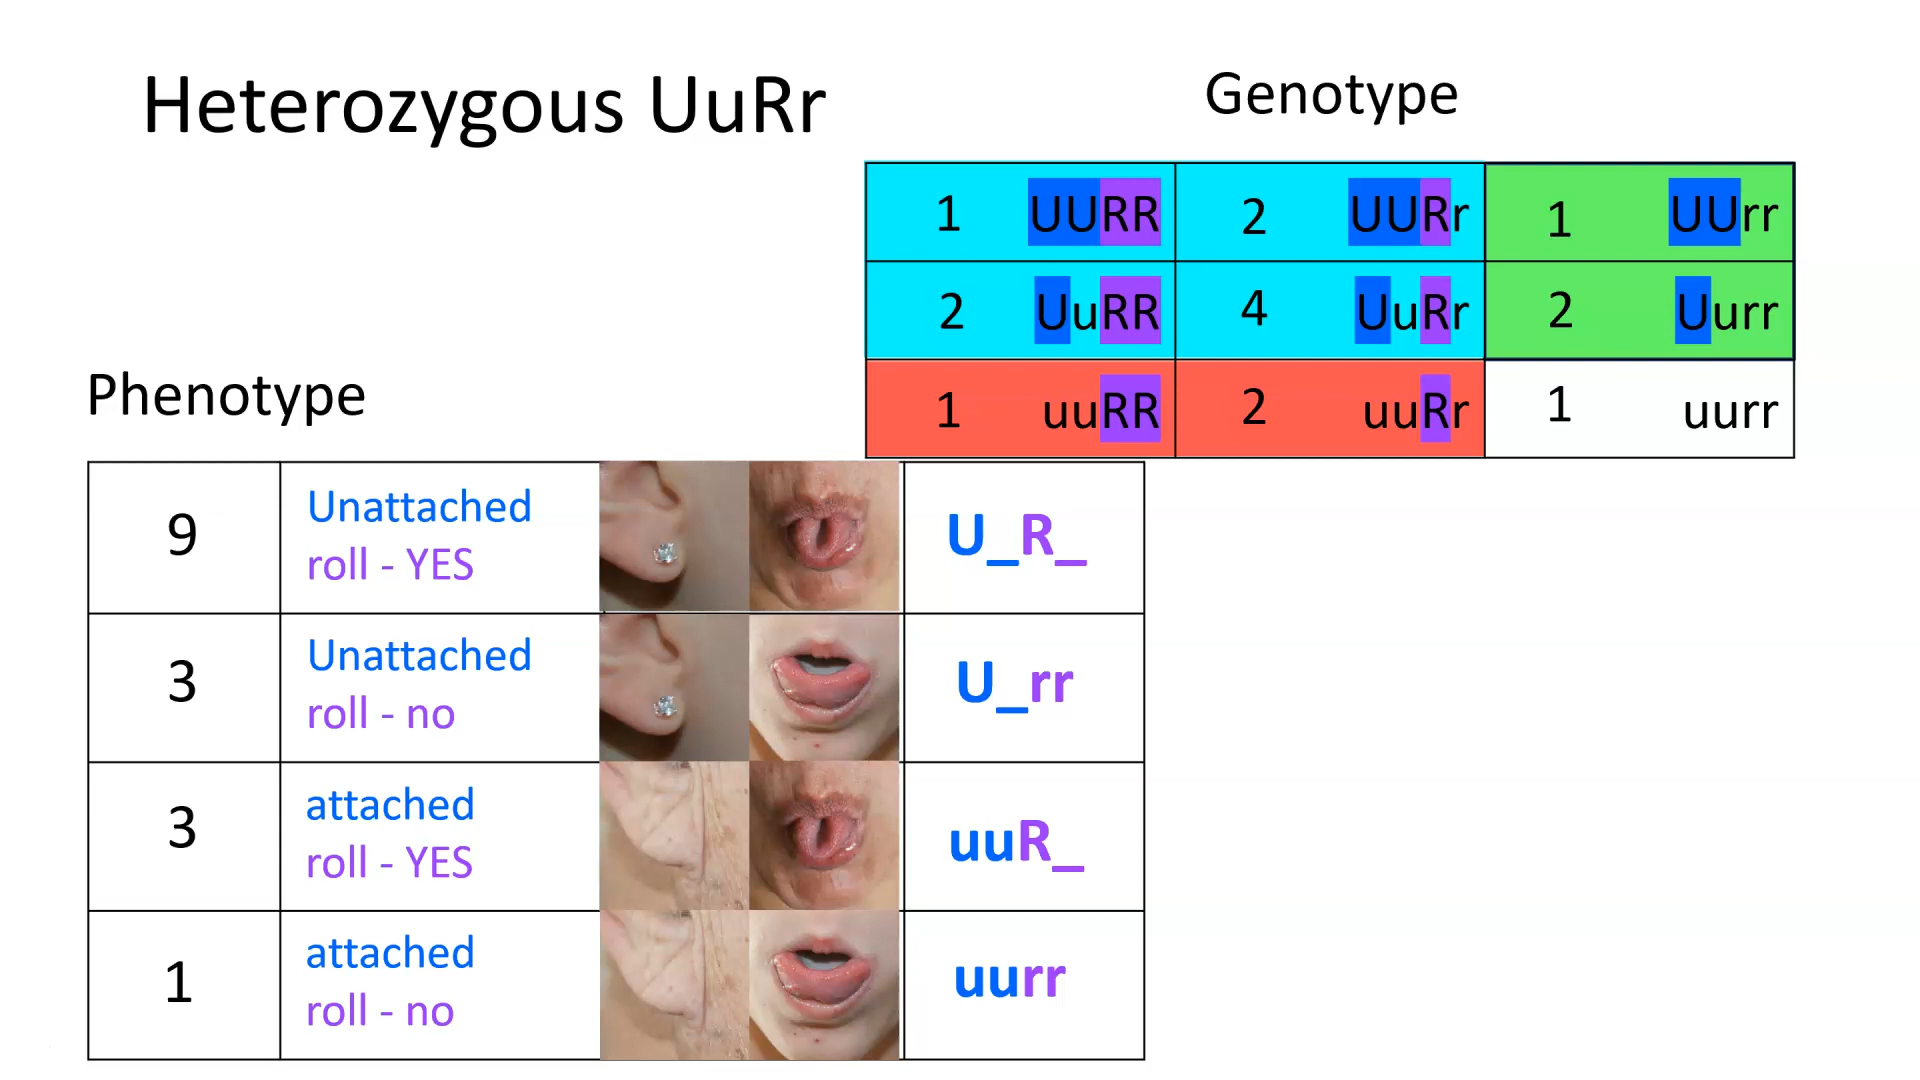 Heterozygous UuRr
Genotype
1 UURR 2 UURr 1 UUrr
2 UuRR 4 UuRr 2 Uurr
1 uuRR 2 uuRr 1 uurr
Phenotype
9 Unattached
roll - YES U_R_
3 Unattached
roll - no U_rr
3 attached
roll - YES uuR_
1 attached
roll - no uurr